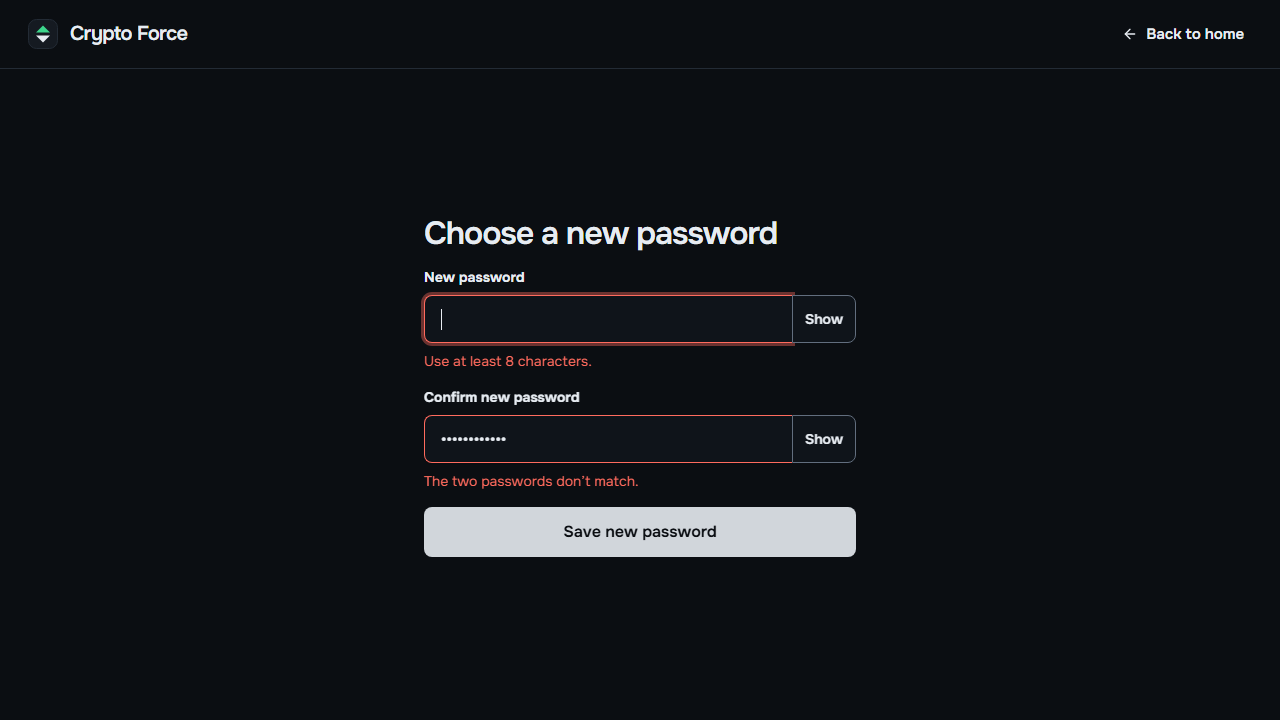 Crypto Force
Back to home
Choose a new password
New password
Show
Use at least 8 characters.
Confirm new password
••••••••••••
Show
The two passwords don’t match.
Save new password